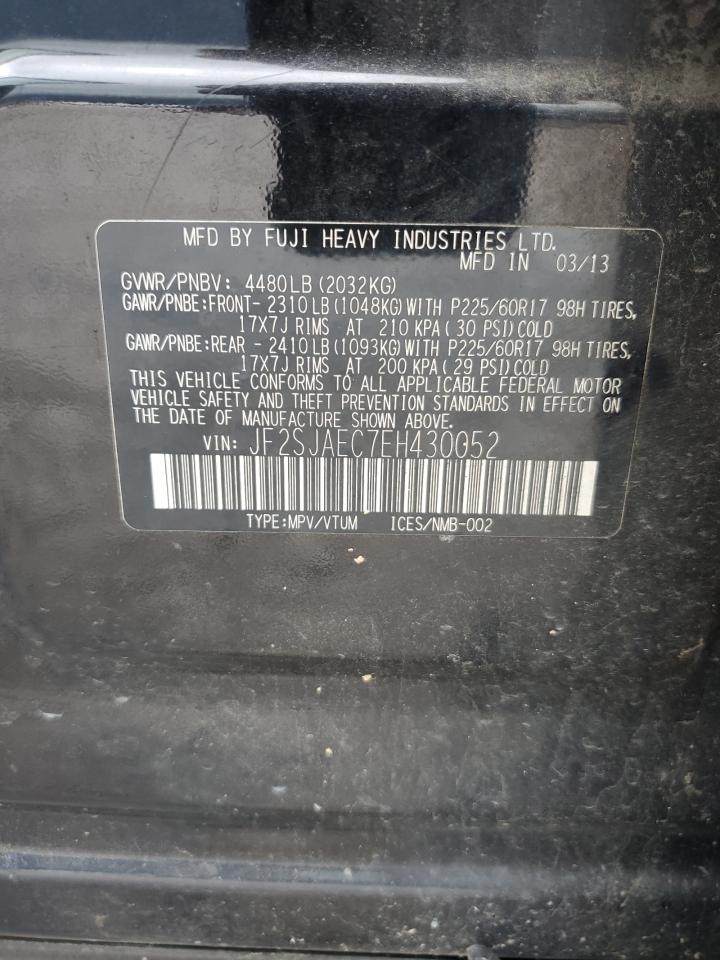 MFD BY FUJI HEAVY INDUSTRIES LTD.
MFD IN 03/13
GVWR/PNBV: 4480LB(2032KG)
GAWR/PNBE:FRONT- 2310LB(1048KG)WITH P225/60R17 98H TIRES,
17X7J RIMS AT 210 KPA(30 PSI)COLD
GAWR/PNBE:REAR - 2410LB(1093KG)WITH P225/60R17 98H TIRES,
17X7J RIMS AT 200 KPA(29 PSI)COLD
THIS VEHICLE CONFORMS TO ALL APPLICABLE FEDERAL MOTOR
VEHICLE SAFETY AND THEFT PREVENTION STANDARDS IN EFFECT ON
THE DATE OF MANUFACTURE SHOWN ABOVE.
VIN: JF2SJAEC7EH430052
TYPE:MPV/VTUM ICES/NMB-002